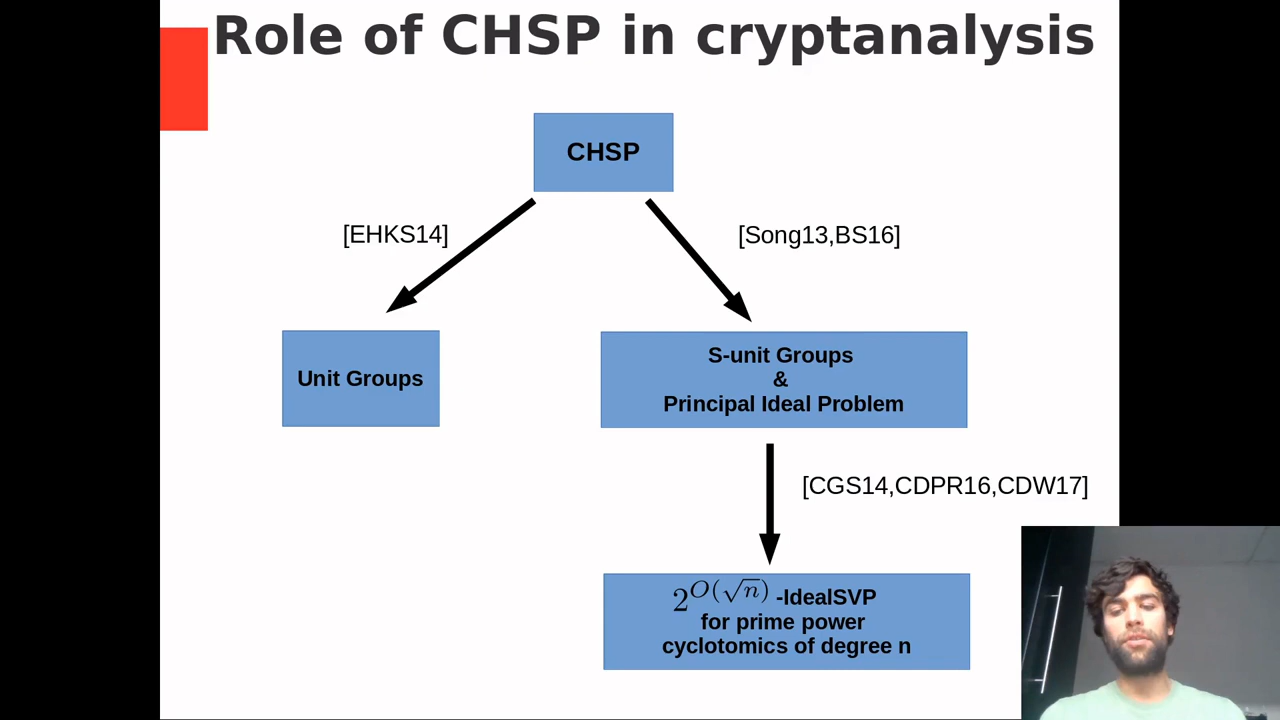 Role of CHSP in cryptanalysis
CHSP
[EHKS14]
[Song13,BS16]
Unit Groups
S-unit Groups
&
Principal Ideal Problem
[CGS14,CDPR16,CDW17]
2^{O(√n)} -IdealSVP
for prime power
cyclotomics of degree n